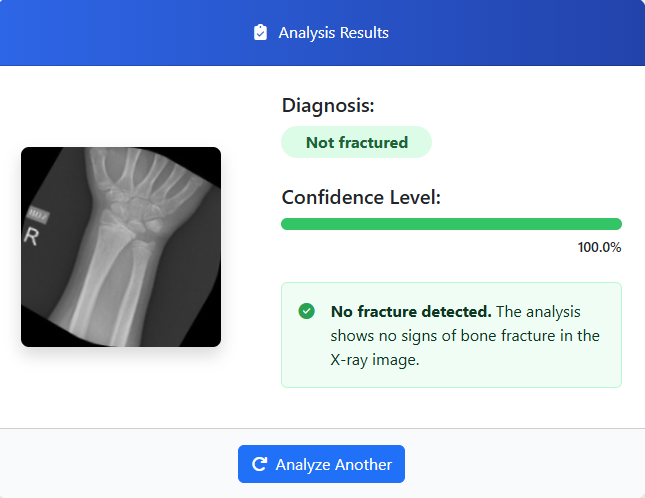 Analysis Results
Diagnosis:
Not fractured
R
Confidence Level:
100.0%
No fracture detected. The analysis
shows no signs of bone fracture in the
X-ray image.
Analyze Another